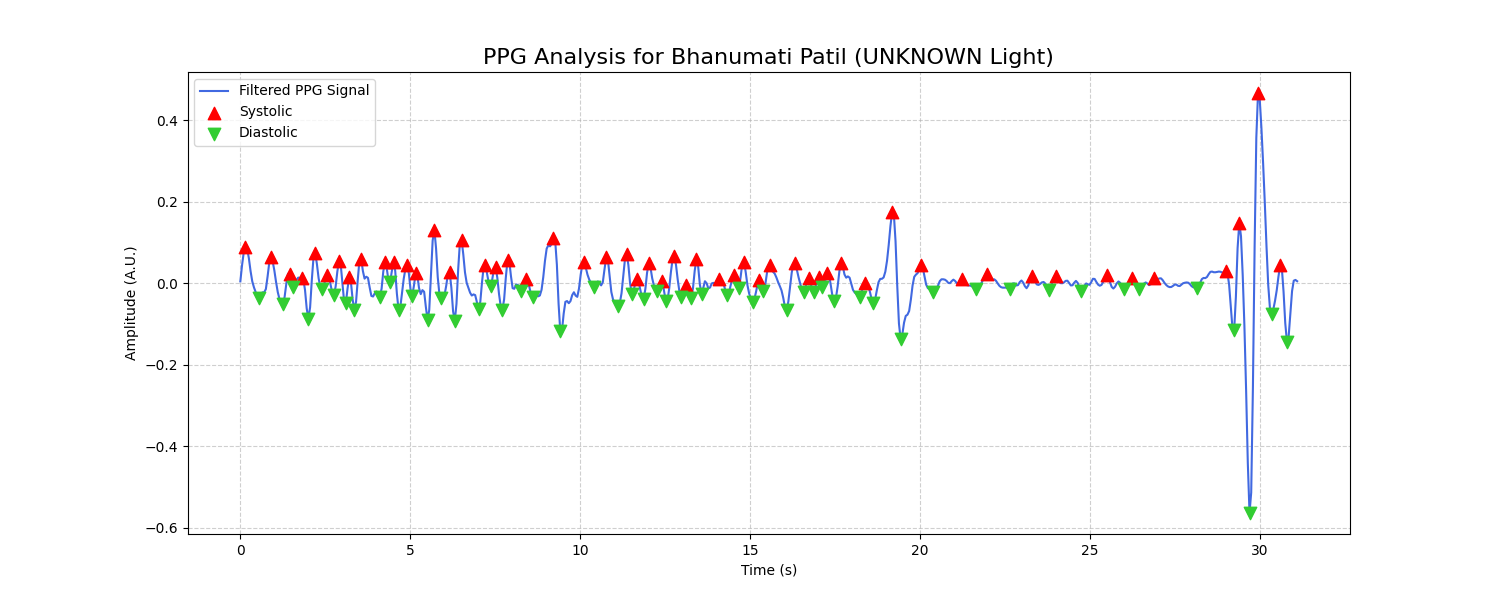 PPG Analysis for Bhanumati Patil (UNKNOWN Light)
Filtered PPG Signal
Systolic
Diastolic
Amplitude (A.U.)
0.4
0.2
0.0
−0.2
−0.4
−0.6
0 5 10 15 20 25 30
Time (s)